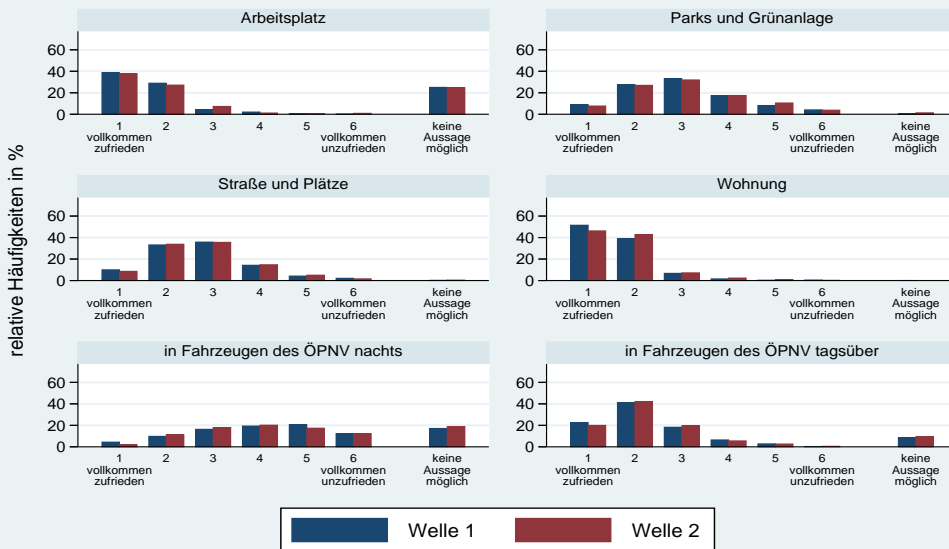 relative Häufigkeiten in %
Arbeitsplatz
60
40
20
0
1
2
3
4
5
6
keine
vollkommen
vollkommen
Aussage
zufrieden
unzufrieden
möglich
Parks und Grünanlage
1
2
3
4
5
6
keine
vollkommen
vollkommen
Aussage
zufrieden
unzufrieden
möglich
Straße und Plätze
60
40
20
0
1
2
3
4
5
6
keine
vollkommen
vollkommen
Aussage
zufrieden
unzufrieden
möglich
Wohnung
60
40
20
0
1
2
3
4
5
6
keine
vollkommen
vollkommen
Aussage
zufrieden
unzufrieden
möglich
in Fahrzeugen des ÖPNV nachts
60
40
20
0
1
2
3
4
5
6
keine
vollkommen
vollkommen
Aussage
zufrieden
unzufrieden
möglich
in Fahrzeugen des ÖPNV tagsüber
60
40
20
0
1
2
3
4
5
6
keine
vollkommen
vollkommen
Aussage
zufrieden
unzufrieden
möglich
Welle 1
Welle 2